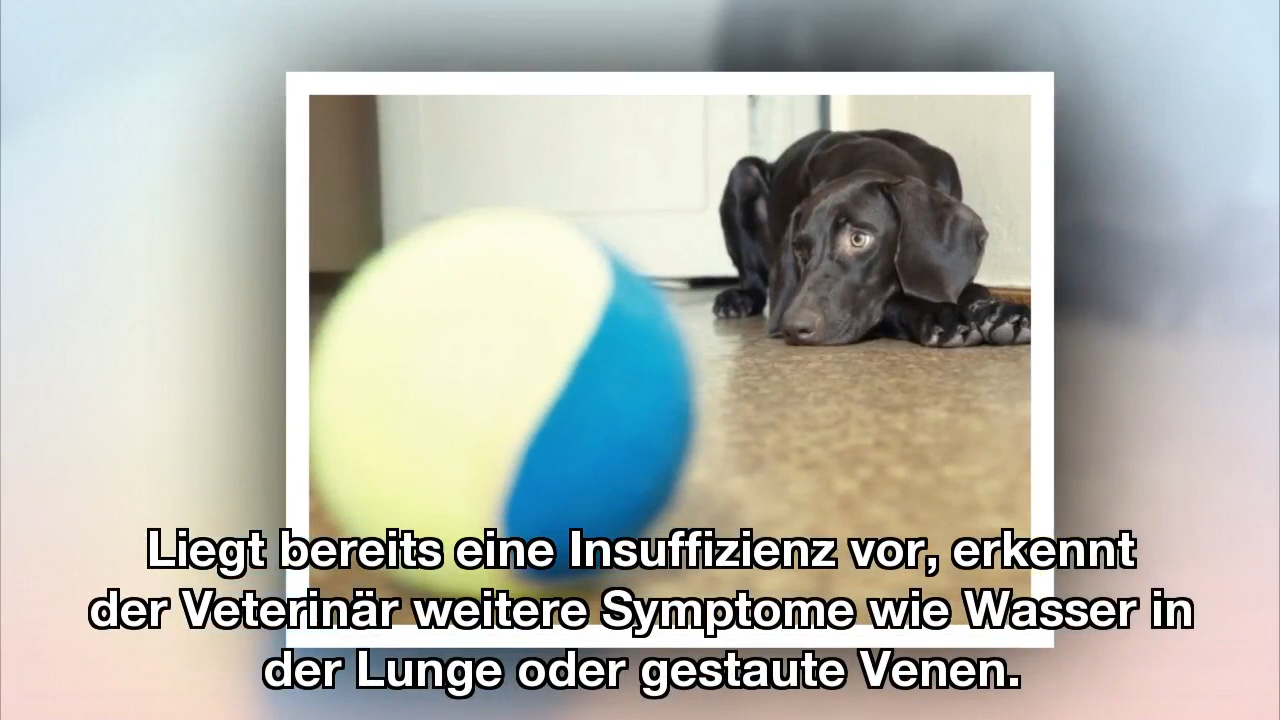 Liegt bereits eine Insuffizienz vor, erkennt
der Veterinär weitere Symptome wie Wasser in
der Lunge oder gestaute Venen.